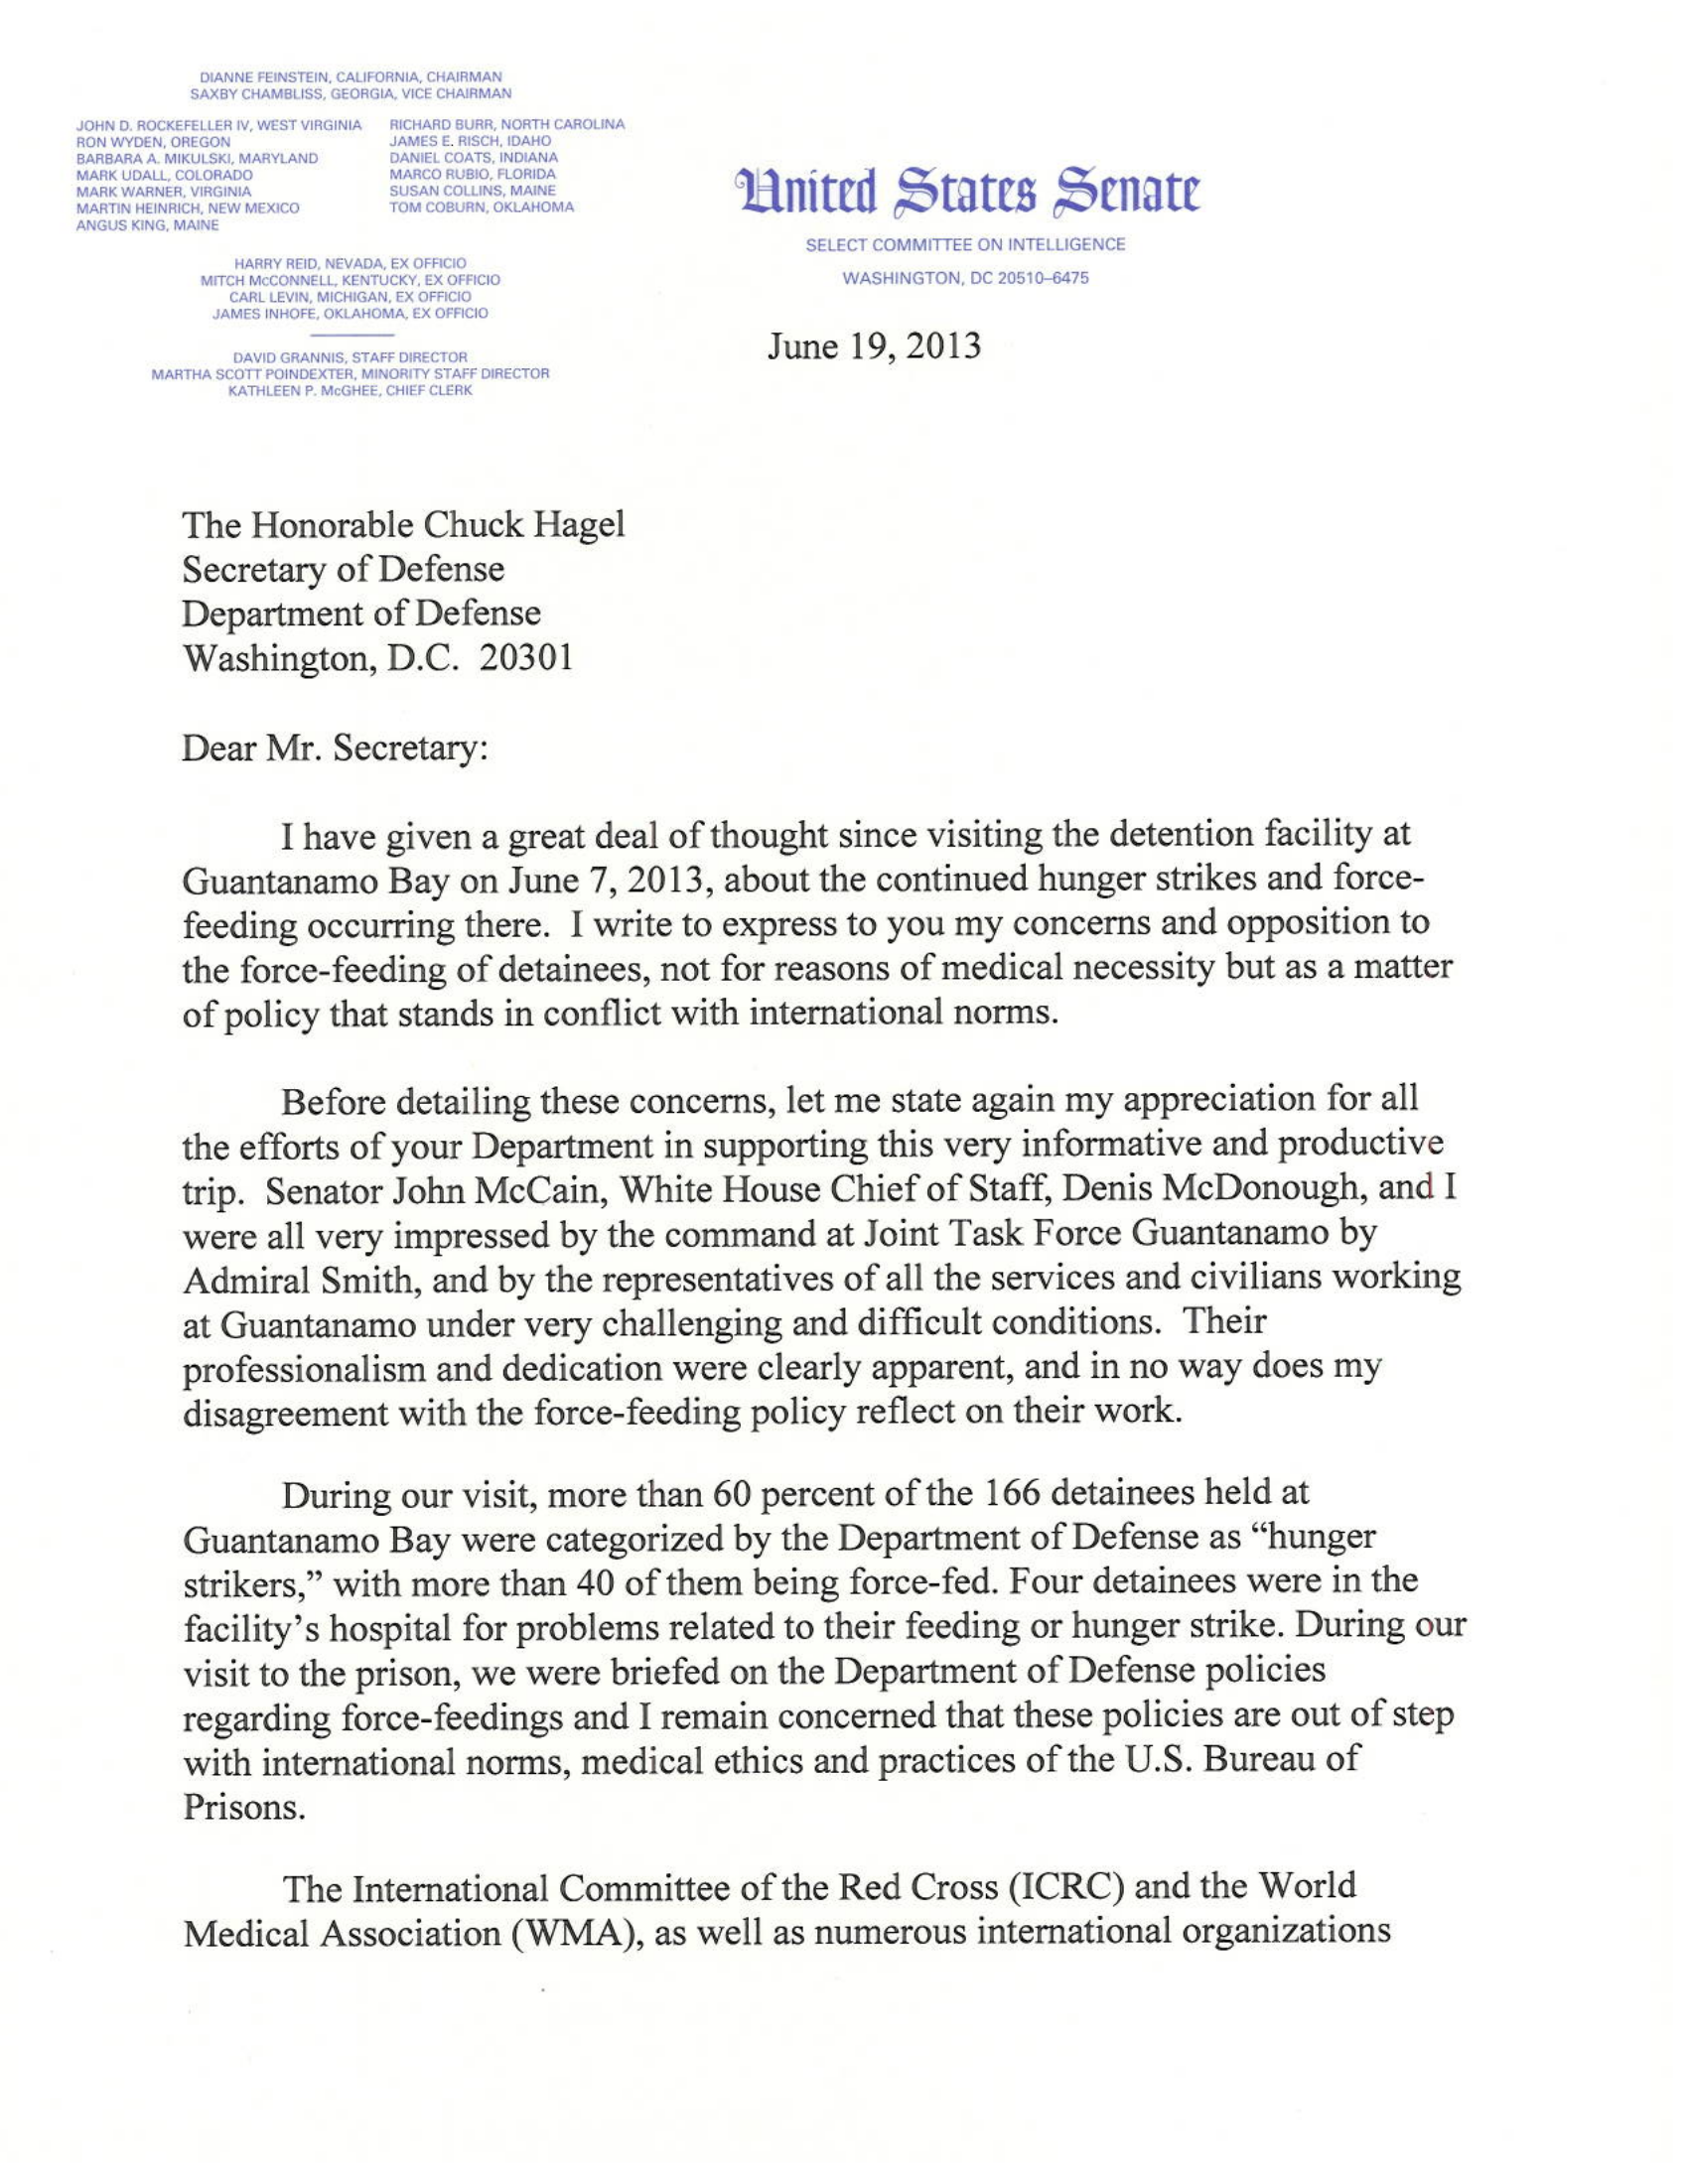 DIANNE FEINSTEIN, CALIFORNIA, CHAIRMAN
SAXBY CHAMBLISS, GEORGIA, VICE CHAIRMAN
JOHN D. ROCKEFELLER IV, WEST VIRGINIA
RON WYDEN, OREGON
BARBARA A. MIKULSKI, MARYLAND
MARK UDALL, COLORADO
MARK WARNER, VIRGINIA
MARTIN HEINRICH, NEW MEXICO
ANGUS KING, MAINE
RICHARD BURR, NORTH CAROLINA
JAMES E. RISCH, IDAHO
DANIEL COATS, INDIANA
MARCO RUBIO, FLORIDA
SUSAN COLLINS, MAINE
TOM COBURN, OKLAHOMA
HARRY REID, NEVADA, EX OFFICIO
MITCH McCONNELL, KENTUCKY, EX OFFICIO
CARL LEVIN, MICHIGAN, EX OFFICIO
JAMES INHOFE, OKLAHOMA, EX OFFICIO
DAVID GRANNIS, STAFF DIRECTOR
MARTHA SCOTT POINDEXTER, MINORITY STAFF DIRECTOR
KATHLEEN P. McGHEE, CHIEF CLERK
United States Senate
SELECT COMMITTEE ON INTELLIGENCE
WASHINGTON, DC 20510–6475
June 19, 2013
The Honorable Chuck Hagel
Secretary of Defense
Department of Defense
Washington, D.C. 20301
Dear Mr. Secretary:
I have given a great deal of thought since visiting the detention facility at
Guantanamo Bay on June 7, 2013, about the continued hunger strikes and force-
feeding occurring there. I write to express to you my concerns and opposition to
the force-feeding of detainees, not for reasons of medical necessity but as a matter
of policy that stands in conflict with international norms.
Before detailing these concerns, let me state again my appreciation for all
the efforts of your Department in supporting this very informative and productive
trip. Senator John McCain, White House Chief of Staff, Denis McDonough, and I
were all very impressed by the command at Joint Task Force Guantanamo by
Admiral Smith, and by the representatives of all the services and civilians working
at Guantanamo under very challenging and difficult conditions. Their
professionalism and dedication were clearly apparent, and in no way does my
disagreement with the force-feeding policy reflect on their work.
During our visit, more than 60 percent of the 166 detainees held at
Guantanamo Bay were categorized by the Department of Defense as “hunger
strikers,” with more than 40 of them being force-fed. Four detainees were in the
facility’s hospital for problems related to their feeding or hunger strike. During our
visit to the prison, we were briefed on the Department of Defense policies
regarding force-feedings and I remain concerned that these policies are out of step
with international norms, medical ethics and practices of the U.S. Bureau of
Prisons.
The International Committee of the Red Cross (ICRC) and the World
Medical Association (WMA), as well as numerous international organizations